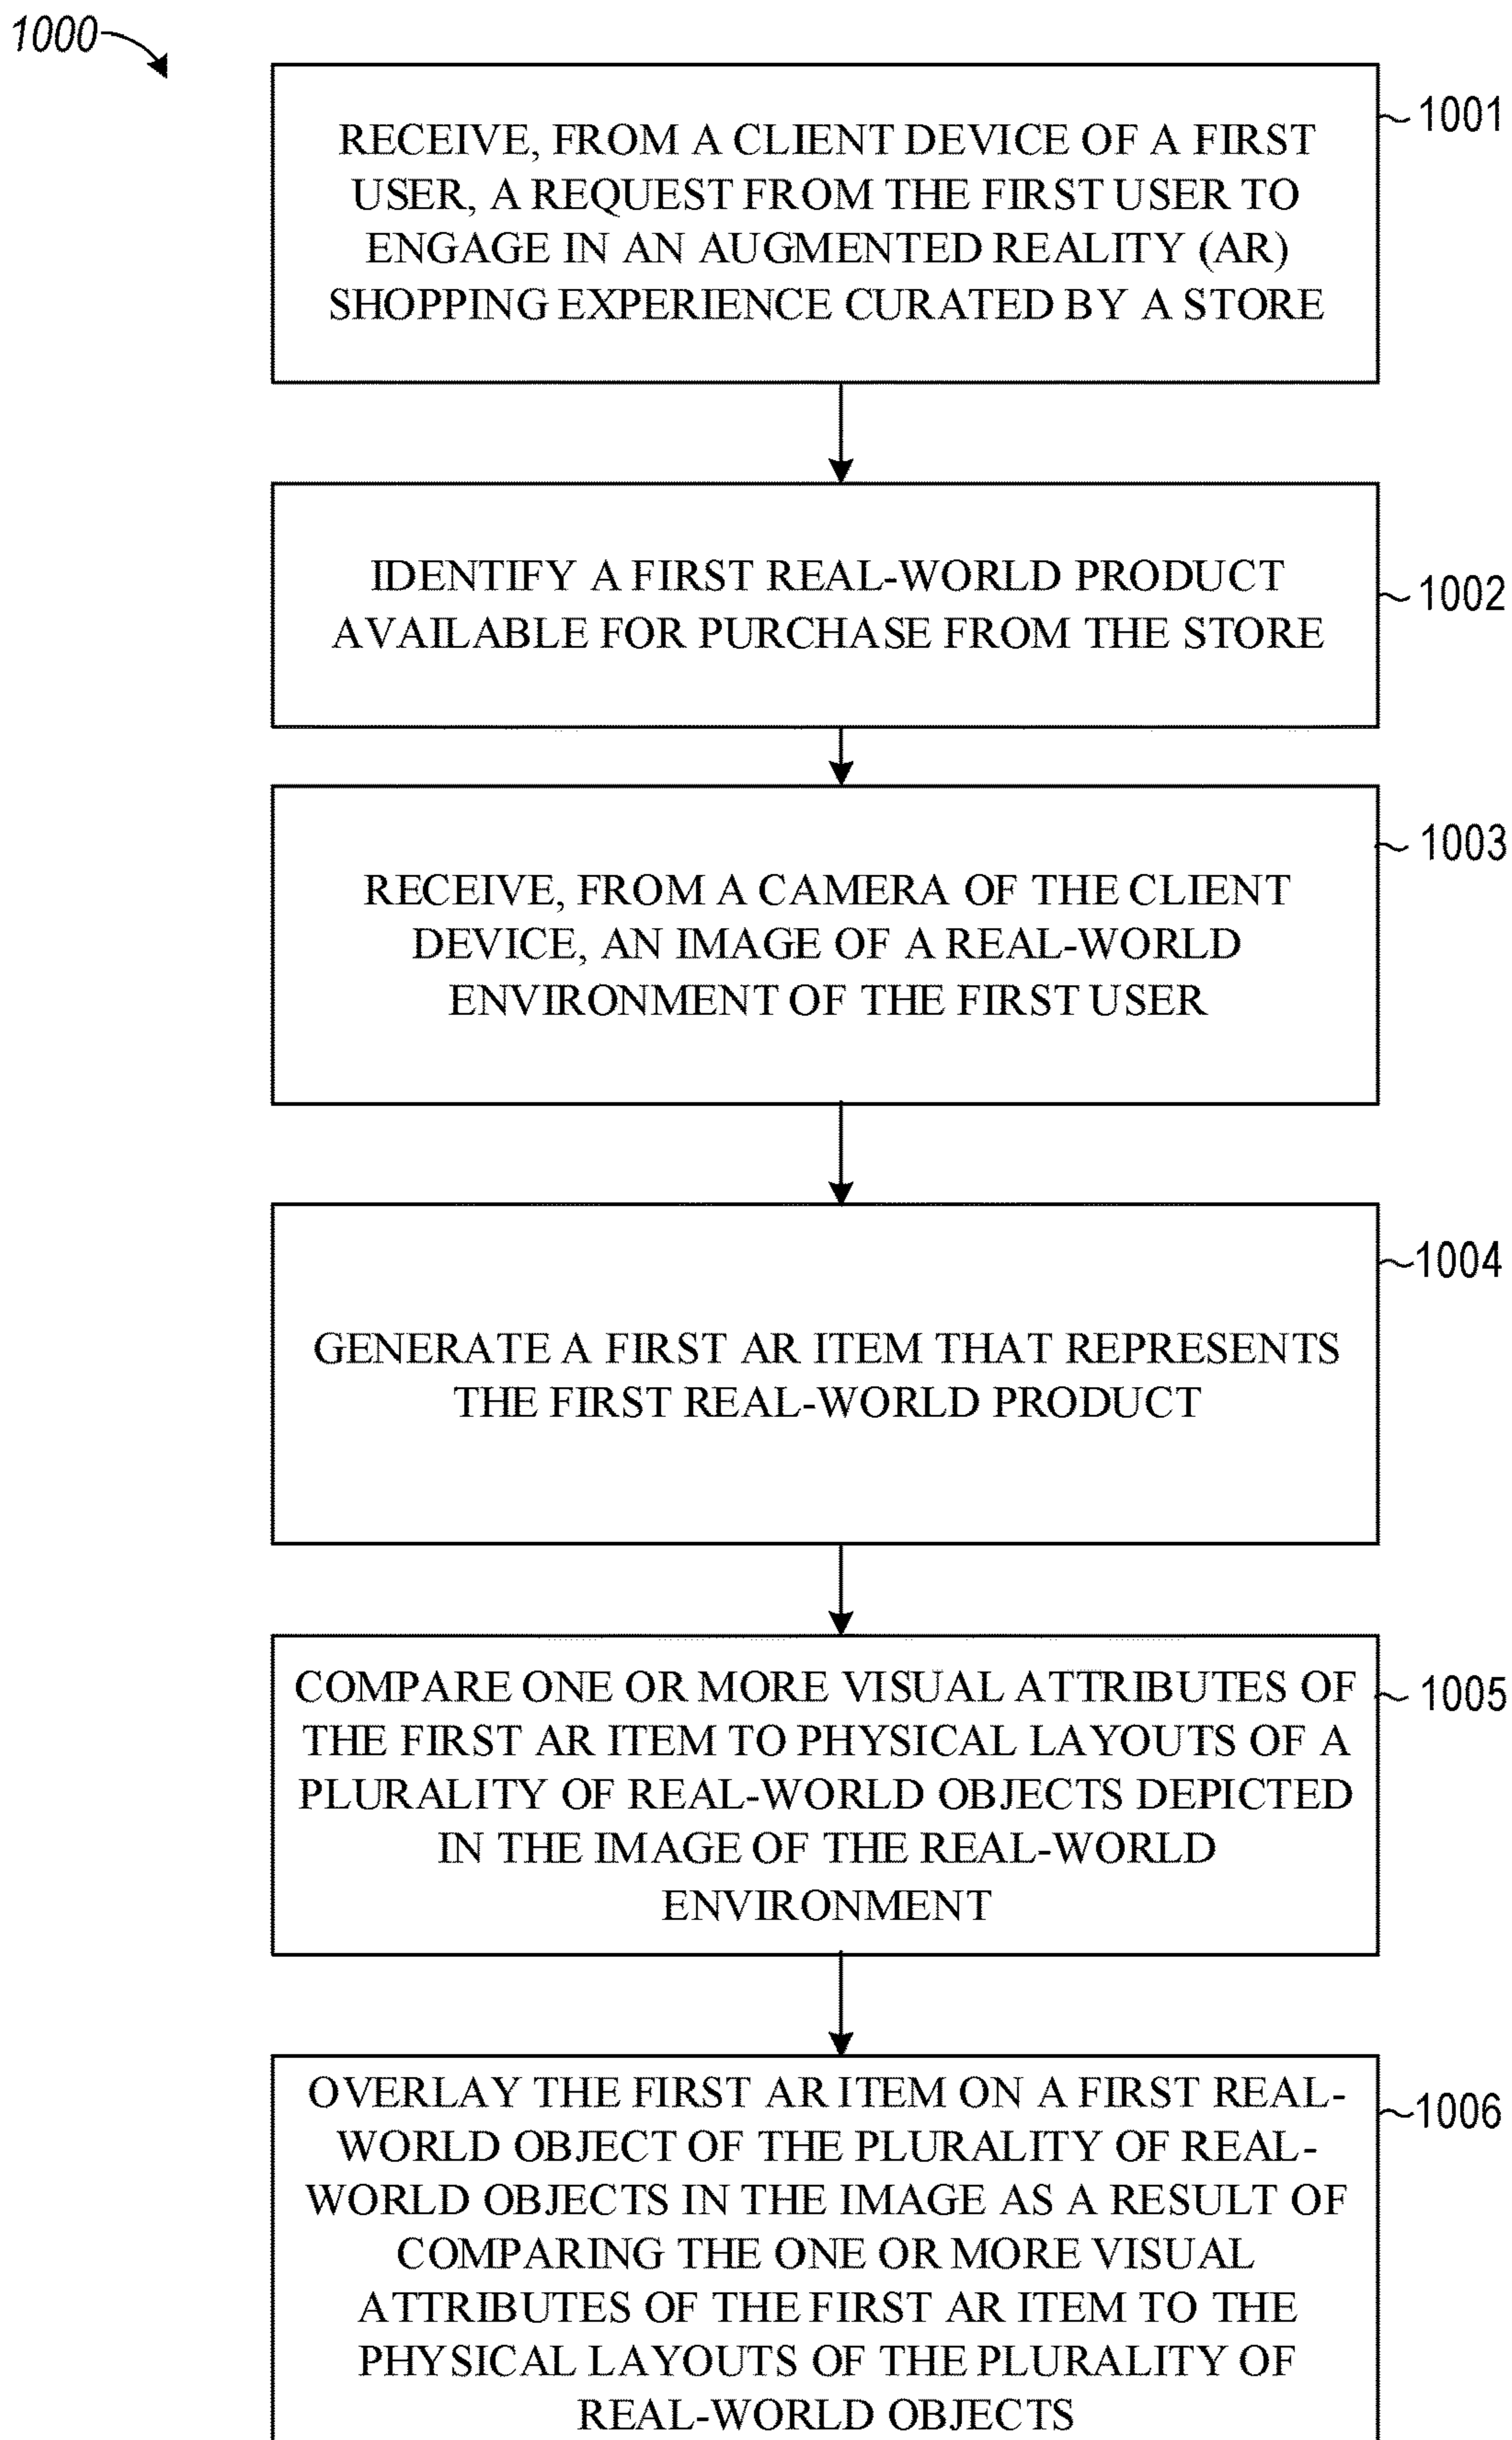 1000
RECEIVE, FROM A CLIENT DEVICE OF A FIRST
USER, A REQUEST FROM THE FIRST USER TO
ENGAGE IN AN AUGMENTED REALITY (AR)
SHOPPING EXPERIENCE CURATED BY A STORE
1001
IDENTIFY A FIRST REAL-WORLD PRODUCT
AVAILABLE FOR PURCHASE FROM THE STORE
1002
RECEIVE, FROM A CAMERA OF THE CLIENT
DEVICE, AN IMAGE OF A REAL-WORLD
ENVIRONMENT OF THE FIRST USER
1003
GENERATE A FIRST AR ITEM THAT REPRESENTS
THE FIRST REAL-WORLD PRODUCT
1004
COMPARE ONE OR MORE VISUAL ATTRIBUTES OF
THE FIRST AR ITEM TO PHYSICAL LAYOUTS OF A
PLURALITY OF REAL-WORLD OBJECTS DEPICTED
IN THE IMAGE OF THE REAL-WORLD
ENVIRONMENT
1005
OVERLAY THE FIRST AR ITEM ON A FIRST REAL-
WORLD OBJECT OF THE PLURALITY OF REAL-
WORLD OBJECTS IN THE IMAGE AS A RESULT OF
COMPARING THE ONE OR MORE VISUAL
ATTRIBUTES OF THE FIRST AR ITEM TO THE
PHYSICAL LAYOUTS OF THE PLURALITY OF
REAL-WORLD OBJECTS
1006